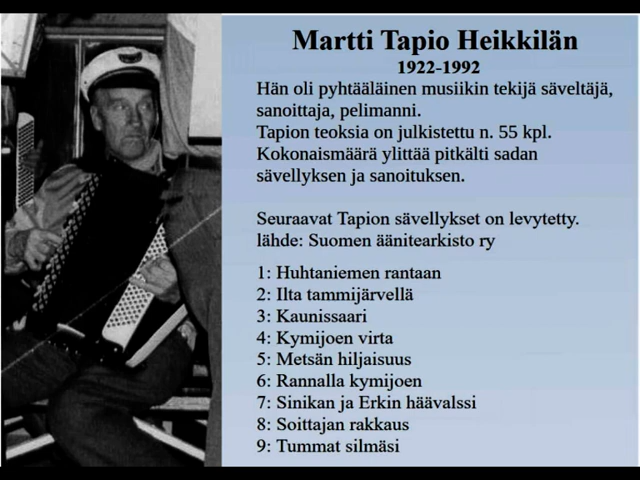 Martti Tapio Heikkilän
1922-1992
Hän oli pyhtääläinen musiikin tekijä säveltäjä,
sanoittaja, pelimanni.
Tapion teoksia on julkistettu n. 55 kpl.
Kokonaismäärä ylittää pitkälti sadan
sävellyksen ja sanoituksen.
Seuraavat Tapion sävellykset on levytetty.
lähde: Suomen äänitearkisto ry
1: Huhtaniemen rantaan
2: Ilta tammijärvellä
3: Kaunissaari
4: Kymijoen virta
5: Metsän hiljaisuus
6: Rannalla kymijoen
7: Sinikan ja Erkin häävalssi
8: Soittajan rakkaus
9: Tummat silmäsi